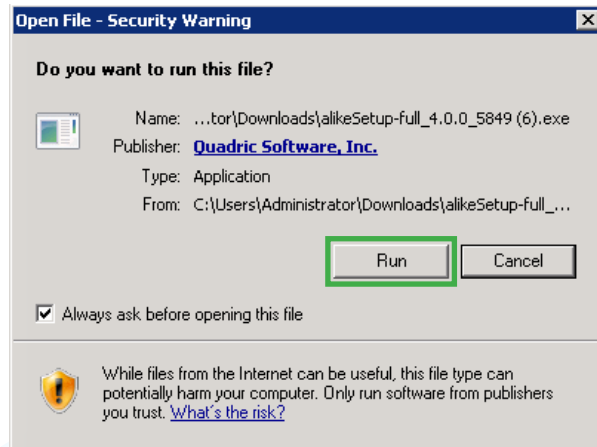 Open File - Security Warning
Do you want to run this file?
Name: ...tor\Downloads\alikeSetup-full_4.0.0_5849 (6).exe
Publisher: Quadric Software, Inc.
Type: Application
From: C:\Users\Administrator\Downloads\alikeSetup-full_...
Run Cancel
Always ask before opening this file
While files from the Internet can be useful, this file type can
potentially harm your computer. Only run software from publishers
you trust. What's the risk?